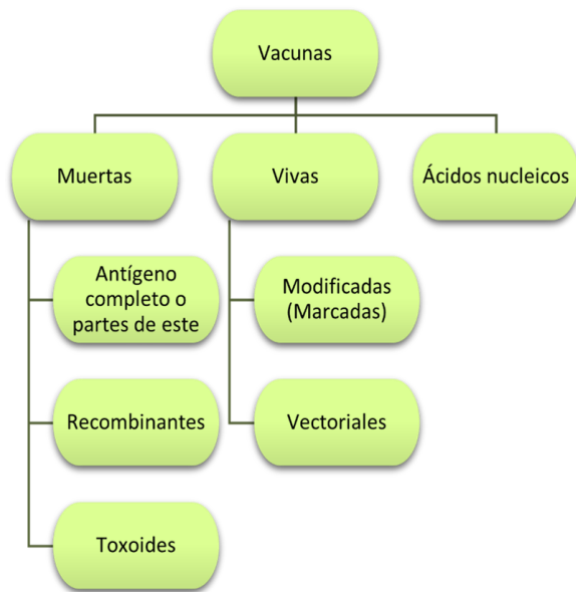 Vacunas
Muertas
Vivas
Ácidos nucleicos
Antígeno
completo o
partes de este
Modificadas
(Marcadas)
Recombinantes
Vectoriales
Toxoides